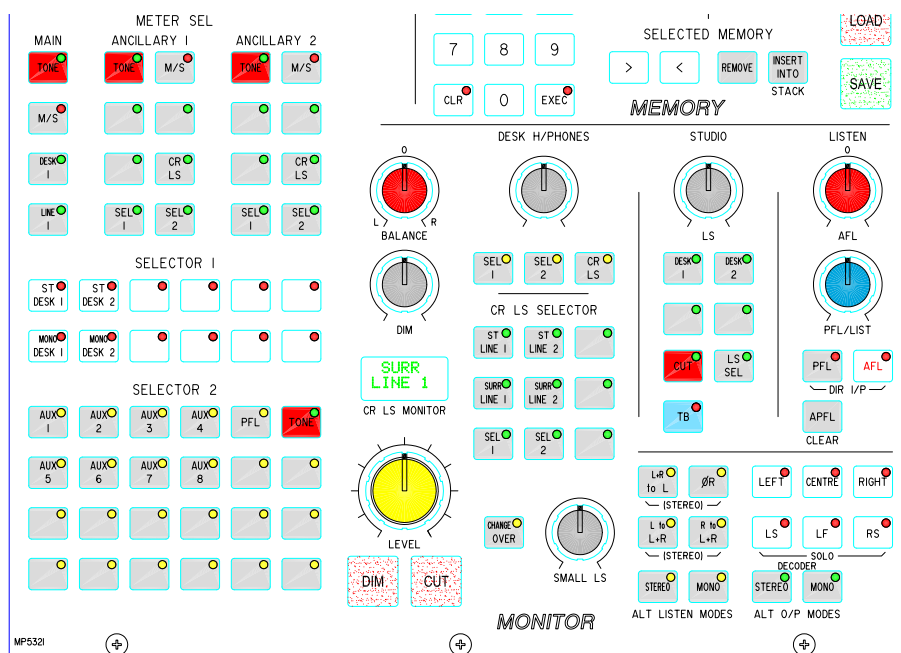 METER SEL
MAIN
ANCILLARY 1
ANCILLARY 2
TONE
TONE
M/S
TONE
M/S
M/S
DESK
1
CR
LS
CR
LS
LINE
1
SEL
1
SEL
2
SEL
1
SEL
2
SELECTOR 1
ST
DESK 1
ST
DESK 2
MONO
DESK 1
MONO
DESK 2
SELECTOR 2
AUX
1
AUX
2
AUX
3
AUX
4
PFL
TONE
AUX
5
AUX
6
AUX
7
AUX
8
MP5321
7
8
9
CLR
0
EXEC
SELECTED MEMORY
>
<
REMOVE
INSERT
INTO
STACK
LOAD
SAVE
MEMORY
0
L
R
BALANCE
DIM
SURR
LINE 1
CR LS MONITOR
LEVEL
DIM
CUT
DESK H/PHONES
SEL
1
SEL
2
CR
LS
CR LS SELECTOR
ST
LINE 1
ST
LINE 2
SURR
LINE 1
SURR
LINE 2
SEL
1
SEL
2
CHANGE
OVER
SMALL LS
MONITOR
STUDIO
LS
DESK
1
DESK
2
CUT
LS
SEL
TB
LISTEN
0
AFL
PFL/LIST
PFL
AFL
DIR I/P
APFL
CLEAR
L+R
to L
ØR
(STEREO)
L to
L+R
R to
L+R
(STEREO)
STEREO
MONO
ALT LISTEN MODES
LEFT
CENTRE
RIGHT
LS
LF
RS
SOLO
DECODER
STEREO
MONO
ALT O/P MODES